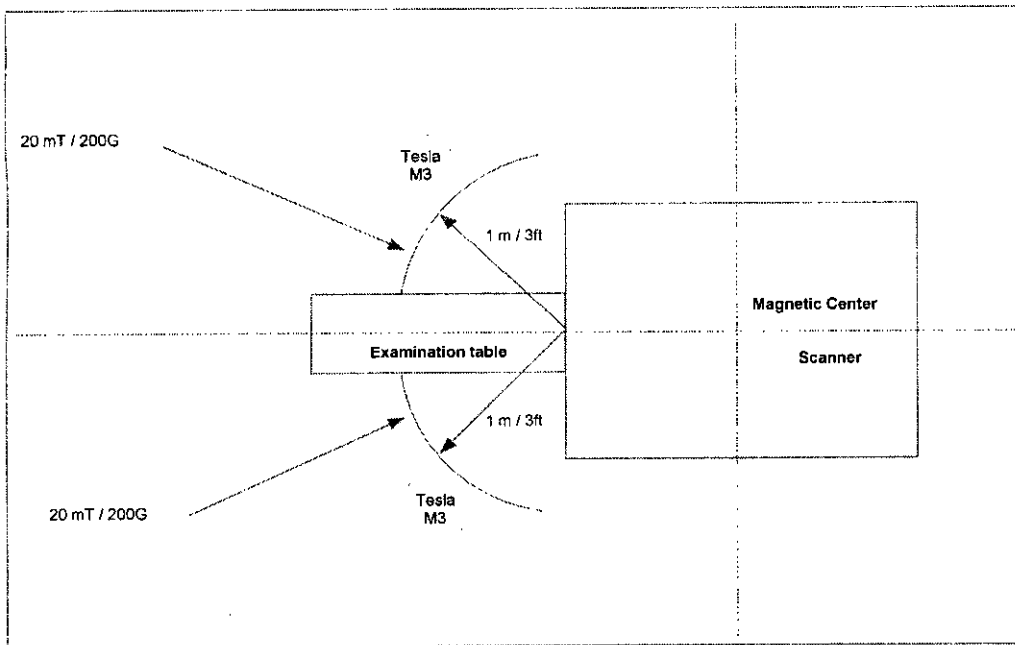 20 mT / 200G
Tesla
M3
1 m / 3ft
Magnetic Center
Examination table
Scanner
1 m / 3ft
Tesla
M3
20 mT / 200G